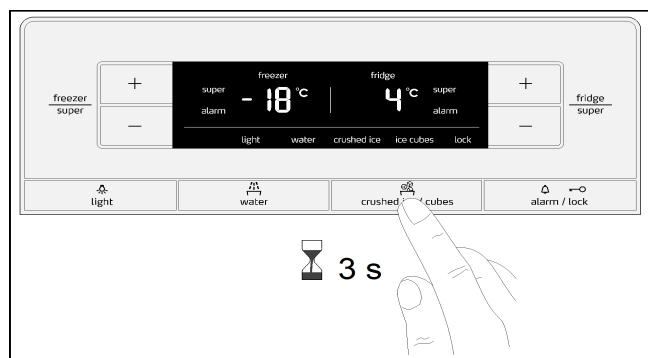 freezer
super
+
−
freezer
super
alarm
- 18 °C
fridge
4 °C
super
alarm
light water crushed ice ice cubes lock
+
−
fridge
super
light
water
crushed / cubes
alarm / lock
3 s